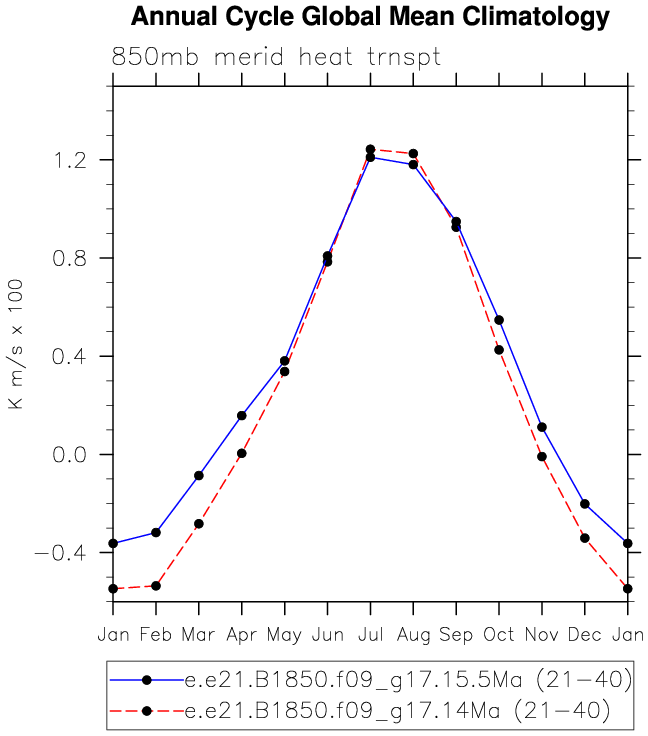 Annual Cycle Global Mean Climatology
850mb merid heat trnspt
1.2
0.8
0.4
0.0
−0.4
K m/s x 100
Jan Feb Mar Apr May Jun Jul Aug Sep Oct Nov Dec Jan
e.e21.B1850.f09_g17.15.5Ma (21−40)
e.e21.B1850.f09_g17.14Ma (21−40)